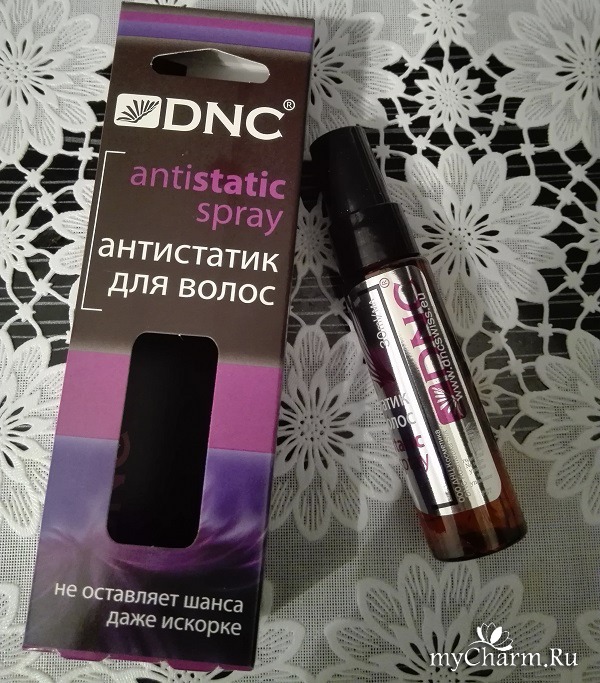 DNC®
antistatic
spray
антистатик
для волос
не оставляет шанса
даже искорке
DNC®
www.dncswiss.eu
myCharm.Ru